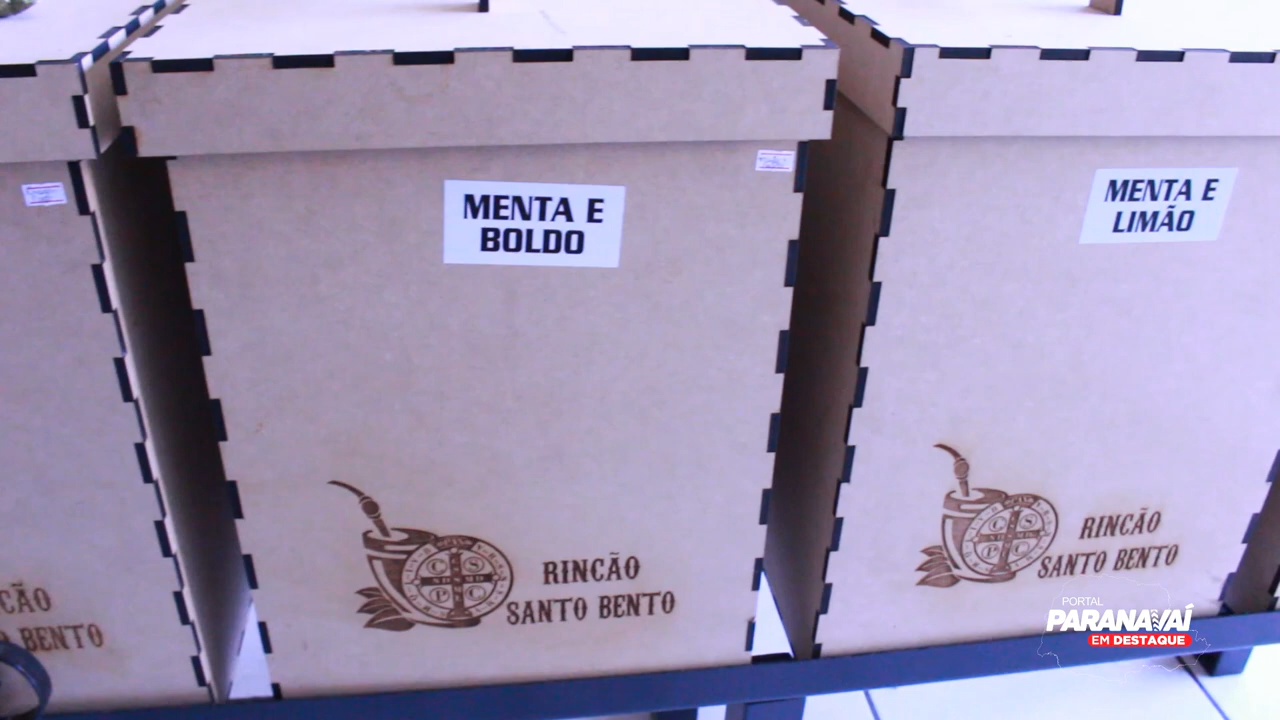 MENTA E
BOLDO
MENTA E
LIMÃO
CÃO
BENTO
RINCÃO
SANTO BENTO
RINCÃO
SANTO BENTO
PORTAL
PARANAVAÍ
EM DESTAQUE